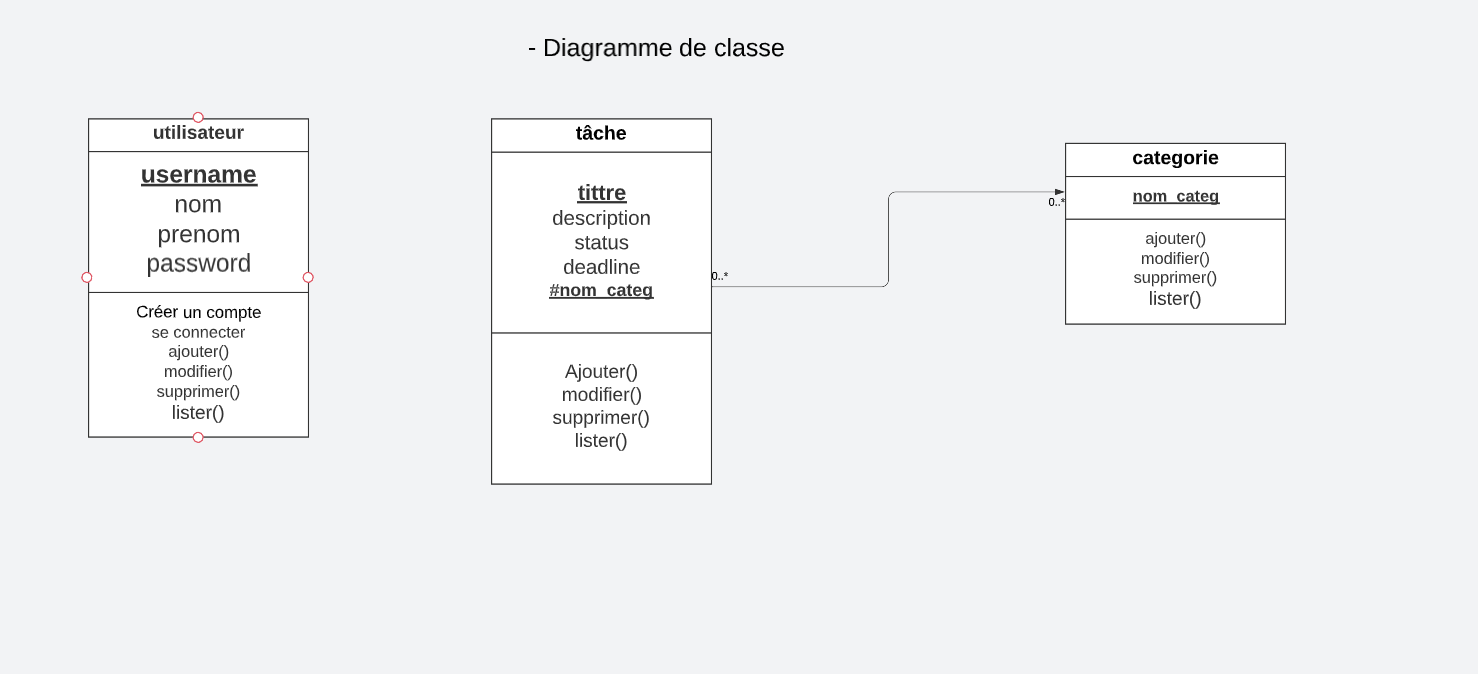 - Diagramme de classe
utilisateur
username
nom
prenom
password
Créer un compte
se connecter
ajouter()
modifier()
supprimer()
lister()
tâche
tittre
description
status
deadline
#nom_categ
Ajouter()
modifier()
supprimer()
lister()
0..*
0..*
categorie
nom_categ
ajouter()
modifier()
supprimer()
lister()